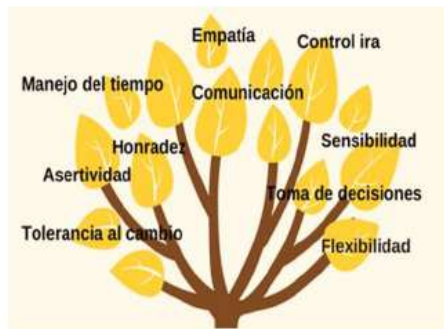 Empatía
Control ira
Manejo del tiempo
Comunicación
Sensibilidad
Honradez
Asertividad
Toma de decisiones
Tolerancia al cambio
Flexibilidad